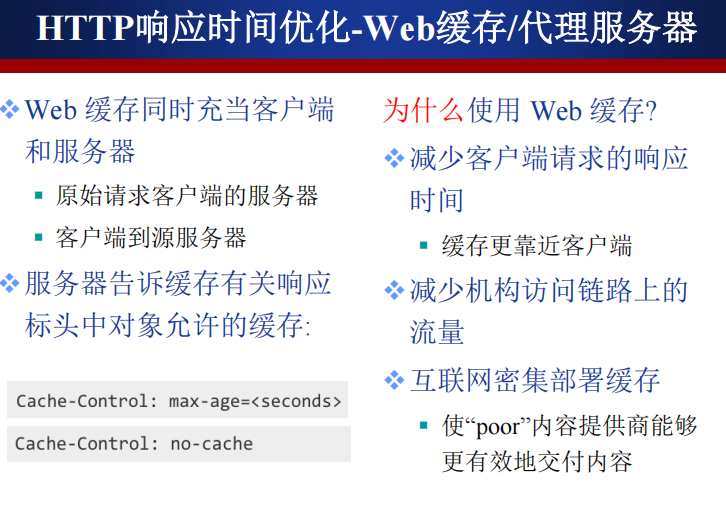 HTTP响应时间优化-Web缓存/代理服务器
Web 缓存同时充当客户端
和服务器
原始请求客户端的服务器
客户端到源服务器
服务器告诉缓存有关响应
标头中对象允许的缓存:
Cache-Control: max-age=<seconds>
Cache-Control: no-cache
为什么使用 Web 缓存?
减少客户端请求的响应
时间
缓存更靠近客户端
减少机构访问链路上的
流量
互联网密集部署缓存
使“poor”内容提供商能够
更有效地交付内容